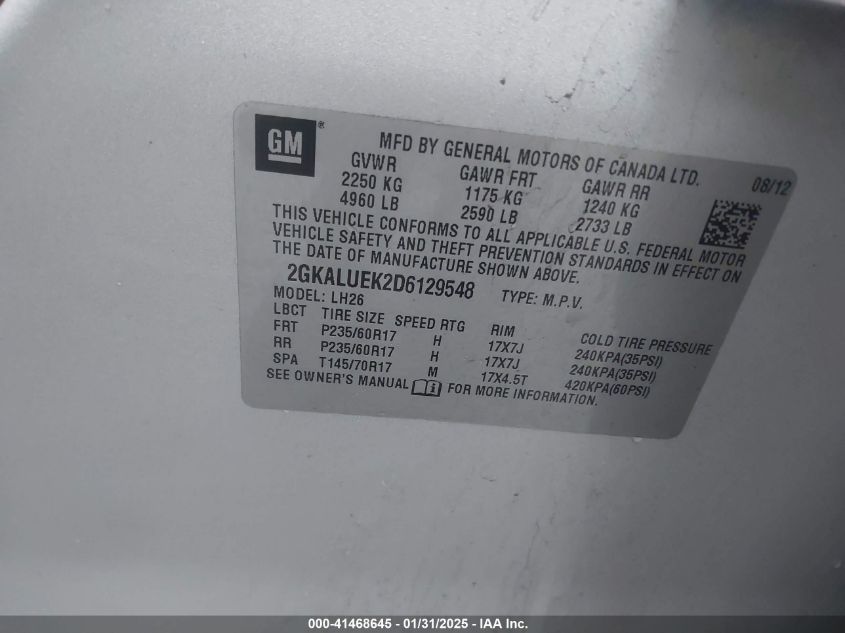 GM®
MFD BY GENERAL MOTORS OF CANADA LTD.
08/12
GVWR GAWR FRT GAWR RR
2250 KG 1175 KG 1240 KG
4960 LB 2590 LB 2733 LB
THIS VEHICLE CONFORMS TO ALL APPLICABLE U.S. FEDERAL MOTOR
VEHICLE SAFETY AND THEFT PREVENTION STANDARDS IN EFFECT ON
THE DATE OF MANUFACTURE SHOWN ABOVE.
2GKALUEK2D6129548 TYPE: M.P.V.
MODEL: LH26
LBCT TIRE SIZE SPEED RTG RIM COLD TIRE PRESSURE
FRT P235/60R17 H 17X7J 240KPA(35PSI)
RR P235/60R17 H 17X7J 240KPA(35PSI)
SPA T145/70R17 M 17X4.5T 420KPA(60PSI)
SEE OWNER'S MANUAL i FOR MORE INFORMATION.
000-41468645 - 01/31/2025 - IAA Inc.